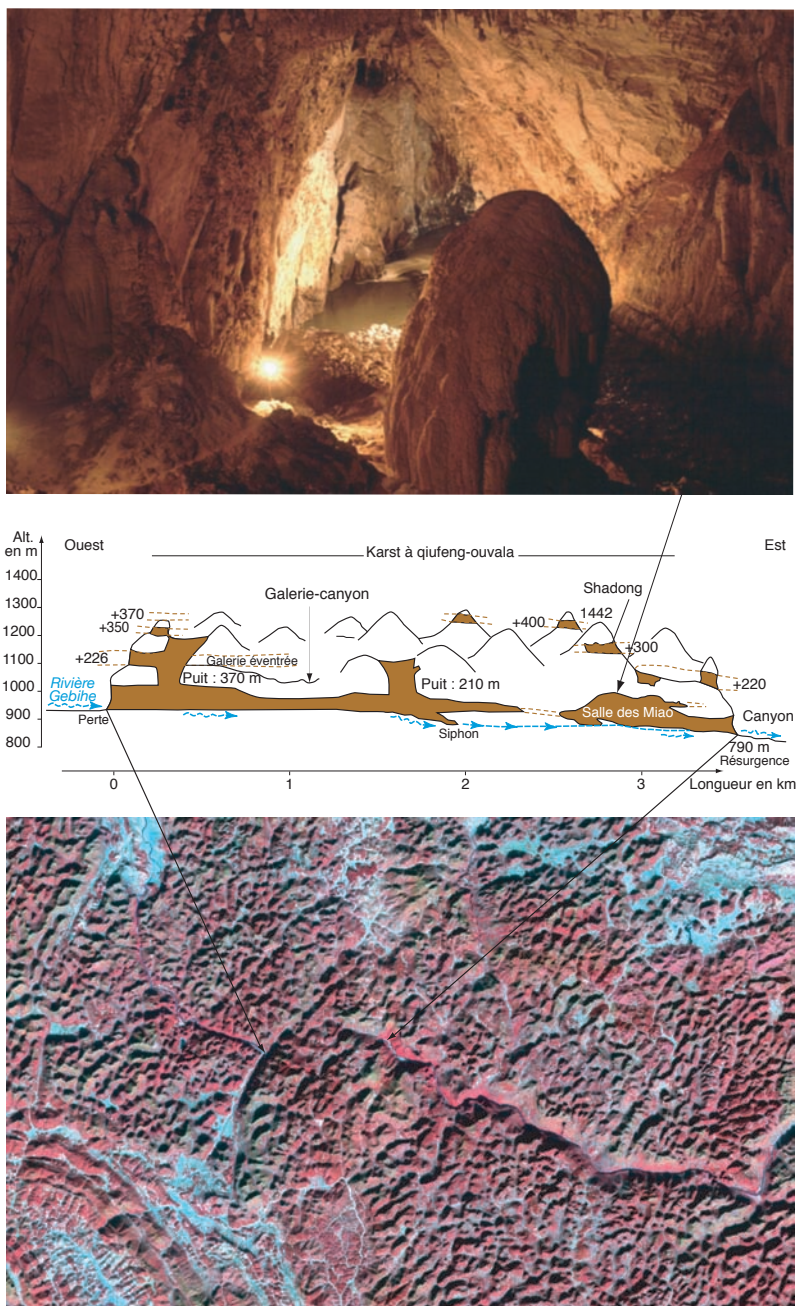 Alt.
en m
Ouest
Karst à qiufeng-ouvala
Est
1400
1300
1200
1100
1000
900
800
+370
+350
+226
Galerie-canyon
Galerie éventrée
Puit : 370 m
Puit : 210 m
+400
1442
Shadong
+300
+220
Rivière
Gebihe
Perte
Siphon
Salle des Miao
Canyon
790 m
Résurgence
0
1
2
3
Longueur en km